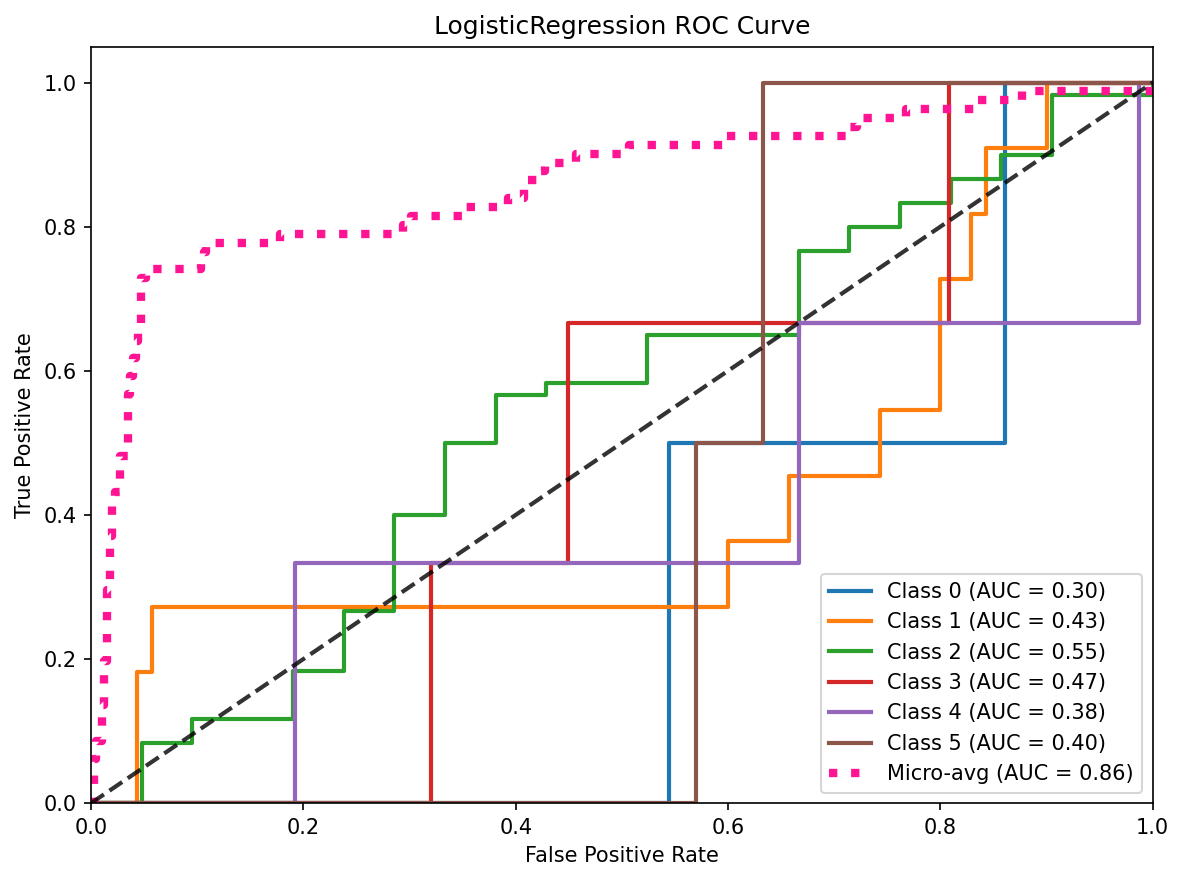 LogisticRegression ROC Curve
True Positive Rate
1.0
0.8
0.6
0.4
0.2
0.0
0.0 0.2 0.4 0.6 0.8 1.0
False Positive Rate
Class 0 (AUC = 0.30)
Class 1 (AUC = 0.43)
Class 2 (AUC = 0.55)
Class 3 (AUC = 0.47)
Class 4 (AUC = 0.38)
Class 5 (AUC = 0.40)
Micro-avg (AUC = 0.86)